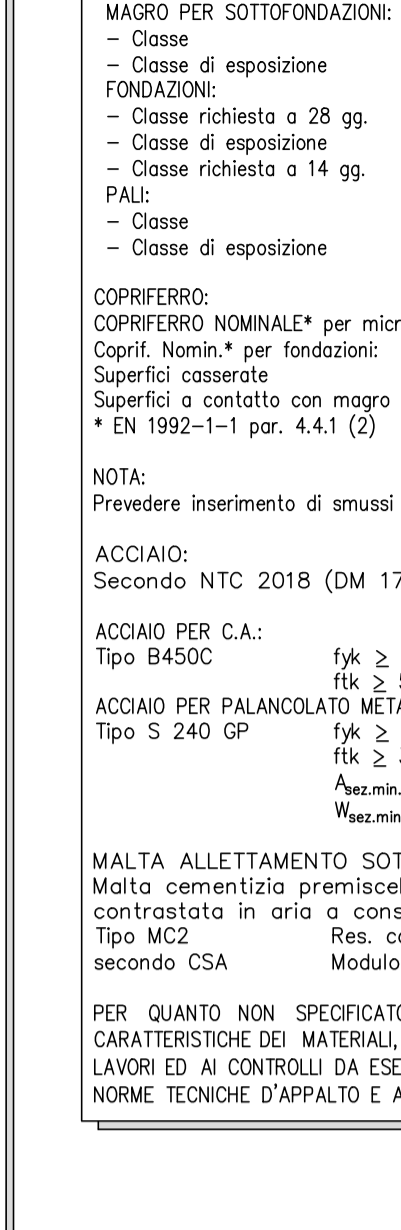 MAGRO PER SOTTOFONDAZIONI:
– Classe
– Classe di esposizione
FONDAZIONI:
– Classe richiesta a 28 gg.
– Classe di esposizione
– Classe richiesta a 14 gg.
PALI:
– Classe
– Classe di esposizione
COPRIFERRO:
COPRIFERRO NOMINALE* per micr
Coprif. Nomin.* per fondazioni:
Superfici casserate
Superfici a contatto con magro
* EN 1992–1–1 par. 4.4.1 (2)
NOTA:
Prevedere inserimento di smussi
ACCIAIO:
Secondo NTC 2018 (DM 17
ACCIAIO PER C.A.:
Tipo B450C fyk ≥
ftk ≥ 5
ACCIAIO PER PALANCOLATO META
Tipo S 240 GP fyk ≥
ftk ≥
Asez.min.
Wsez.min
MALTA ALLETTAMENTO SOT
Malta cementizia premiscel
contrastata in aria a cons
Tipo MC2 Res. co
secondo CSA Modulo
PER QUANTO NON SPECIFICATO
CARATTERISTICHE DEI MATERIALI,
LAVORI ED AI CONTROLLI DA ESE
NORME TECNICHE D'APPALTO E A